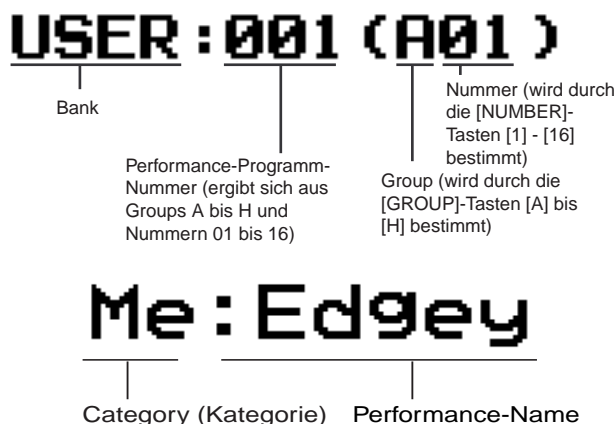 USER:001(A01)
Bank
Performance-Programm-
Nummer (ergibt sich aus
Groups A bis H und
Nummern 01 bis 16)
Group (wird durch die
[GROUP]-Tasten [A] bis
[H] bestimmt)
Nummer (wird durch
die [NUMBER]-
Tasten [1] - [16]
bestimmt)
Me:Edgey
Category (Kategorie)
Performance-Name